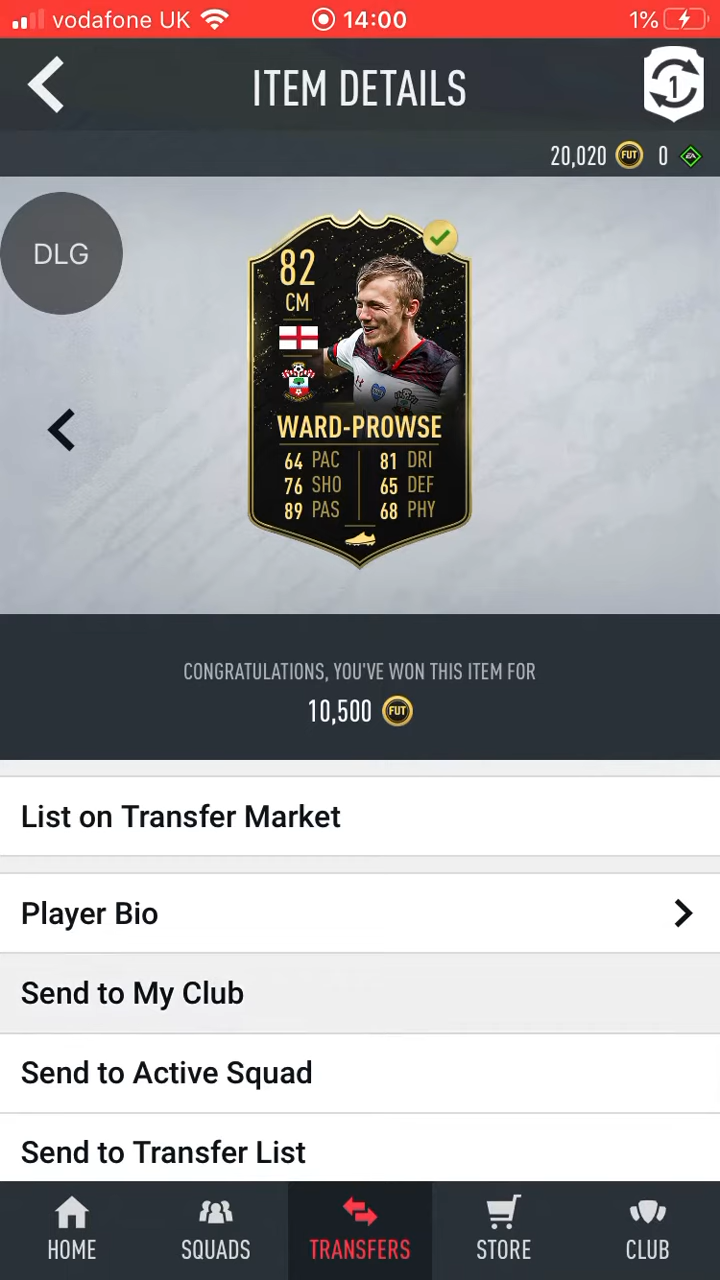 vodafone UK 14:00 1%
ITEM DETAILS
1
20,020 FUT 0 EA
DLG
82
CM
WARD-PROWSE
64 PAC 81 DRI
76 SHO 65 DEF
89 PAS 68 PHY
CONGRATULATIONS, YOU'VE WON THIS ITEM FOR
10,500 FUT
List on Transfer Market
Player Bio
Send to My Club
Send to Active Squad
Send to Transfer List
HOME SQUADS TRANSFERS STORE CLUB